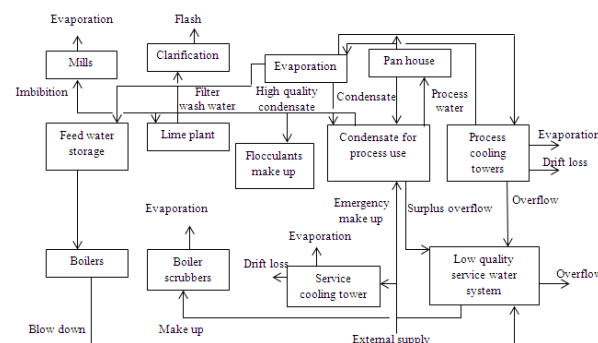 Evaporation
Flash
Mills
Clarification
Evaporation
Pan house
Imbibition
Filter
wash water
High quality
condensate
Condensate
Process
water
Feed water
storage
Lime plant
Flocculants
make up
Condensate for
process use
Process
cooling
towers
Evaporation
Drift loss
Emergency
make up
Surplus overflow
Overflow
Evaporation
Evaporation
Boilers
Boiler
scrubbers
Drift loss
Service
cooling tower
Low quality
service water
system
Overflow
Blow down
Make up
External supply